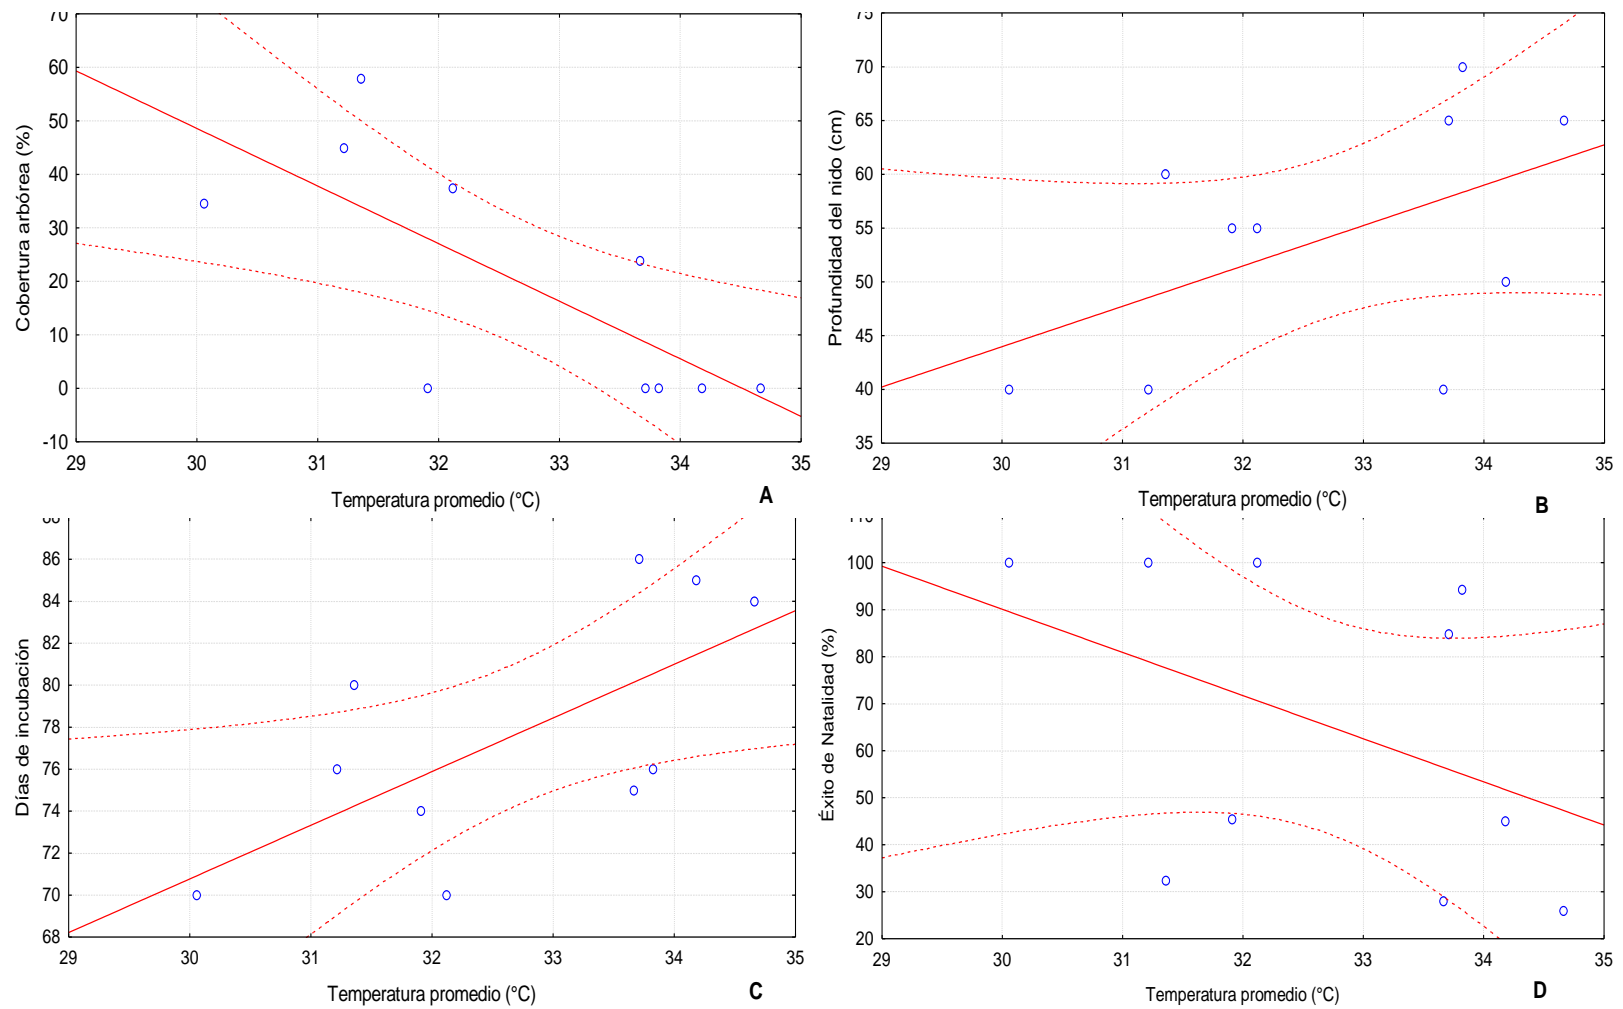 70
60
50
40
30
20
10
0
-10
Cobertura arbórea (%)
29 30 31 32 33 34 35
Temperatura promedio (°C)
A
75
70
65
60
55
50
45
40
35
Profundidad del nido (cm)
29 30 31 32 33 34 35
Temperatura promedio (°C)
B
88
86
84
82
80
78
76
74
72
70
68
Días de incubación
29 30 31 32 33 34 35
Temperatura promedio (°C)
C
110
100
90
80
70
60
50
40
30
20
Éxito de Natalidad (%)
29 30 31 32 33 34 35
Temperatura promedio (°C)
D